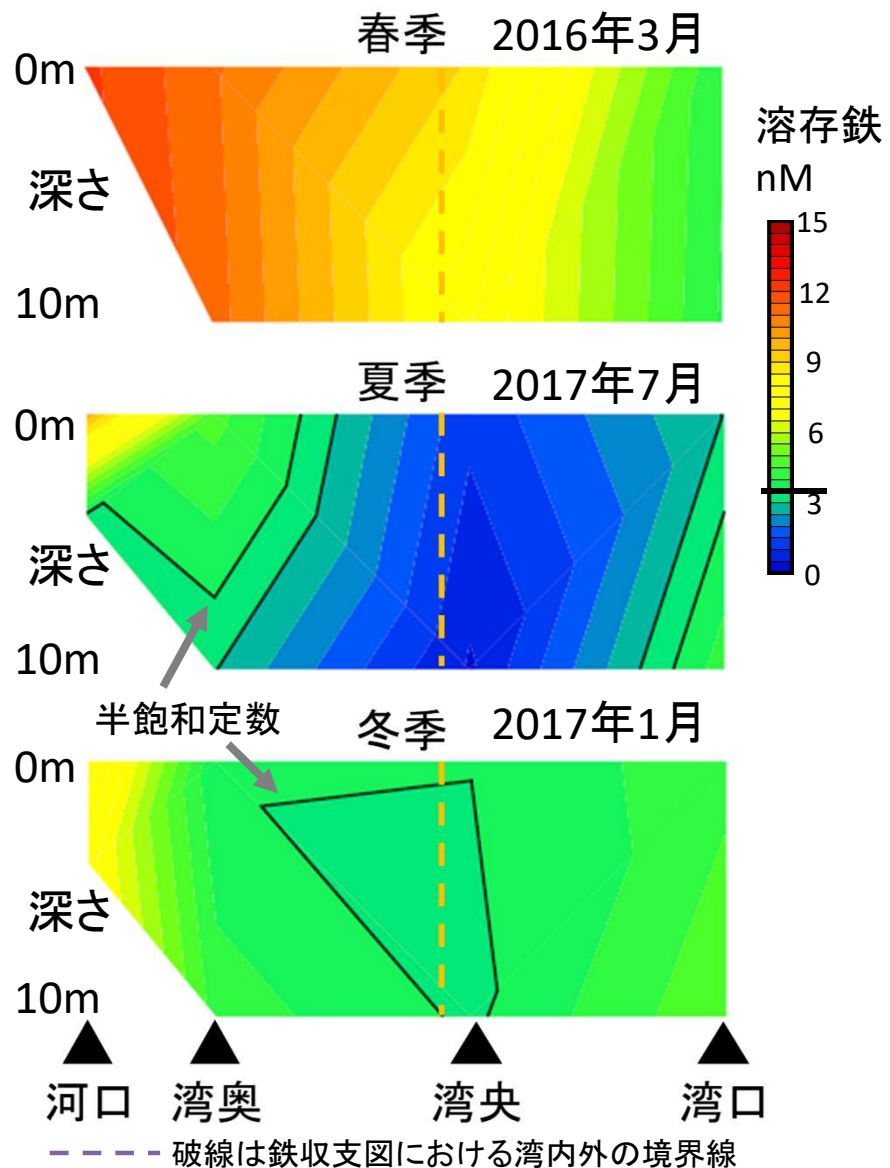 春季 2016年3月
0m
深さ
10m
溶存鉄
nM
15
12
9
6
3
0
夏季 2017年7月
0m
深さ
10m
半飽和定数
冬季 2017年1月
0m
深さ
10m
河口 湾奥 湾央 湾口
破線は鉄収支図における湾内外の境界線